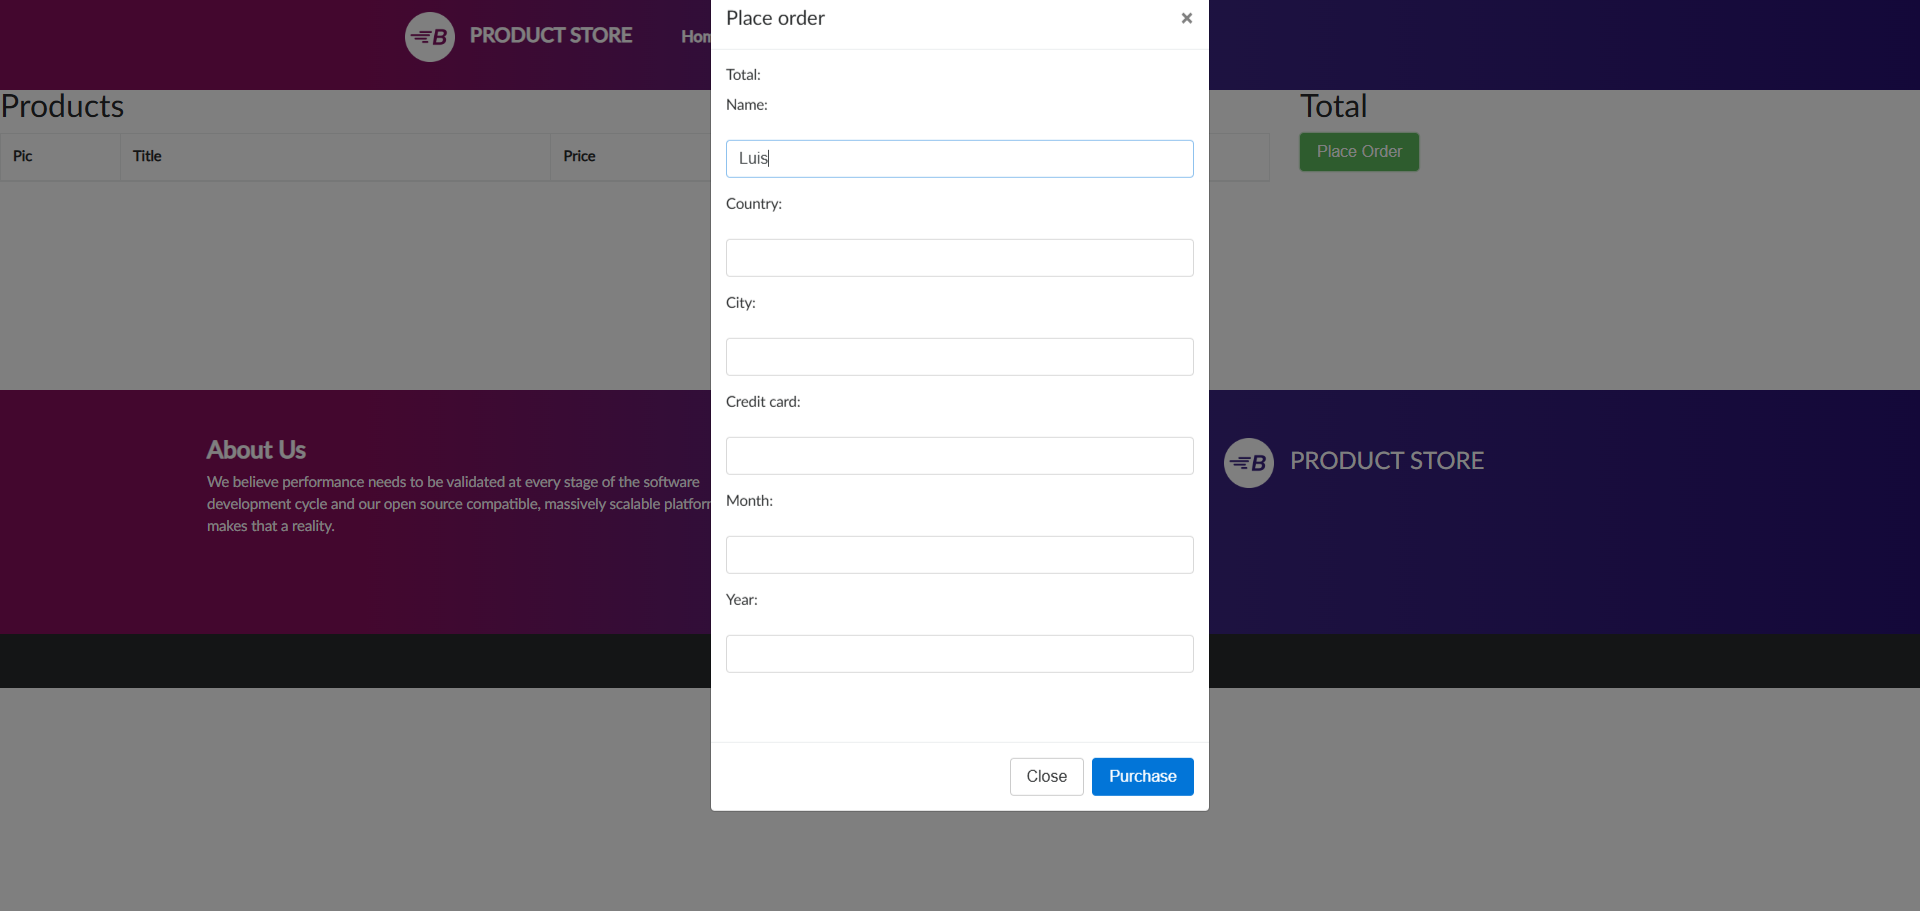 B PRODUCT STORE
Products
Pic Title Price
Total
Place Order
Place order ×
Total:
Name:
Luis
Country:
City:
Credit card:
Month:
Year:
Close Purchase
About Us
We believe performance needs to be validated at every stage of the software
development cycle and our open source compatible, massively scalable
makes that a reality.
B PRODUCT STORE